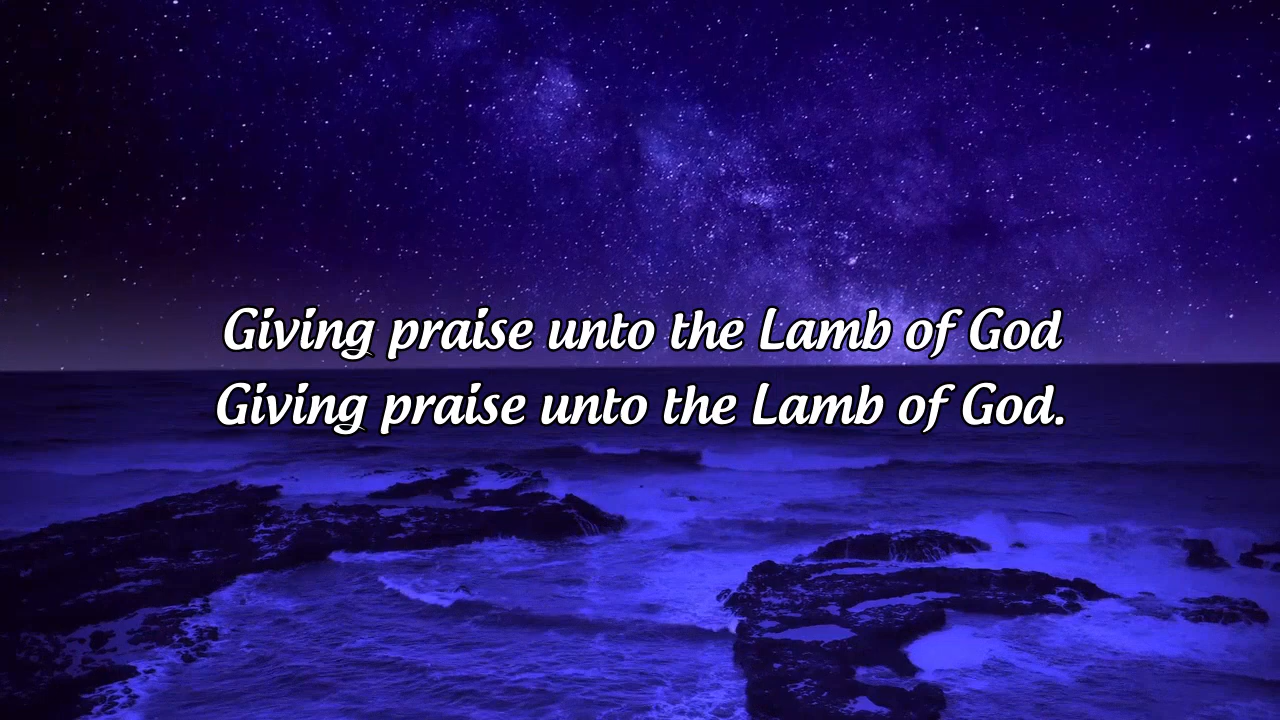 Giving praise unto the Lamb of God
Giving praise unto the Lamb of God.